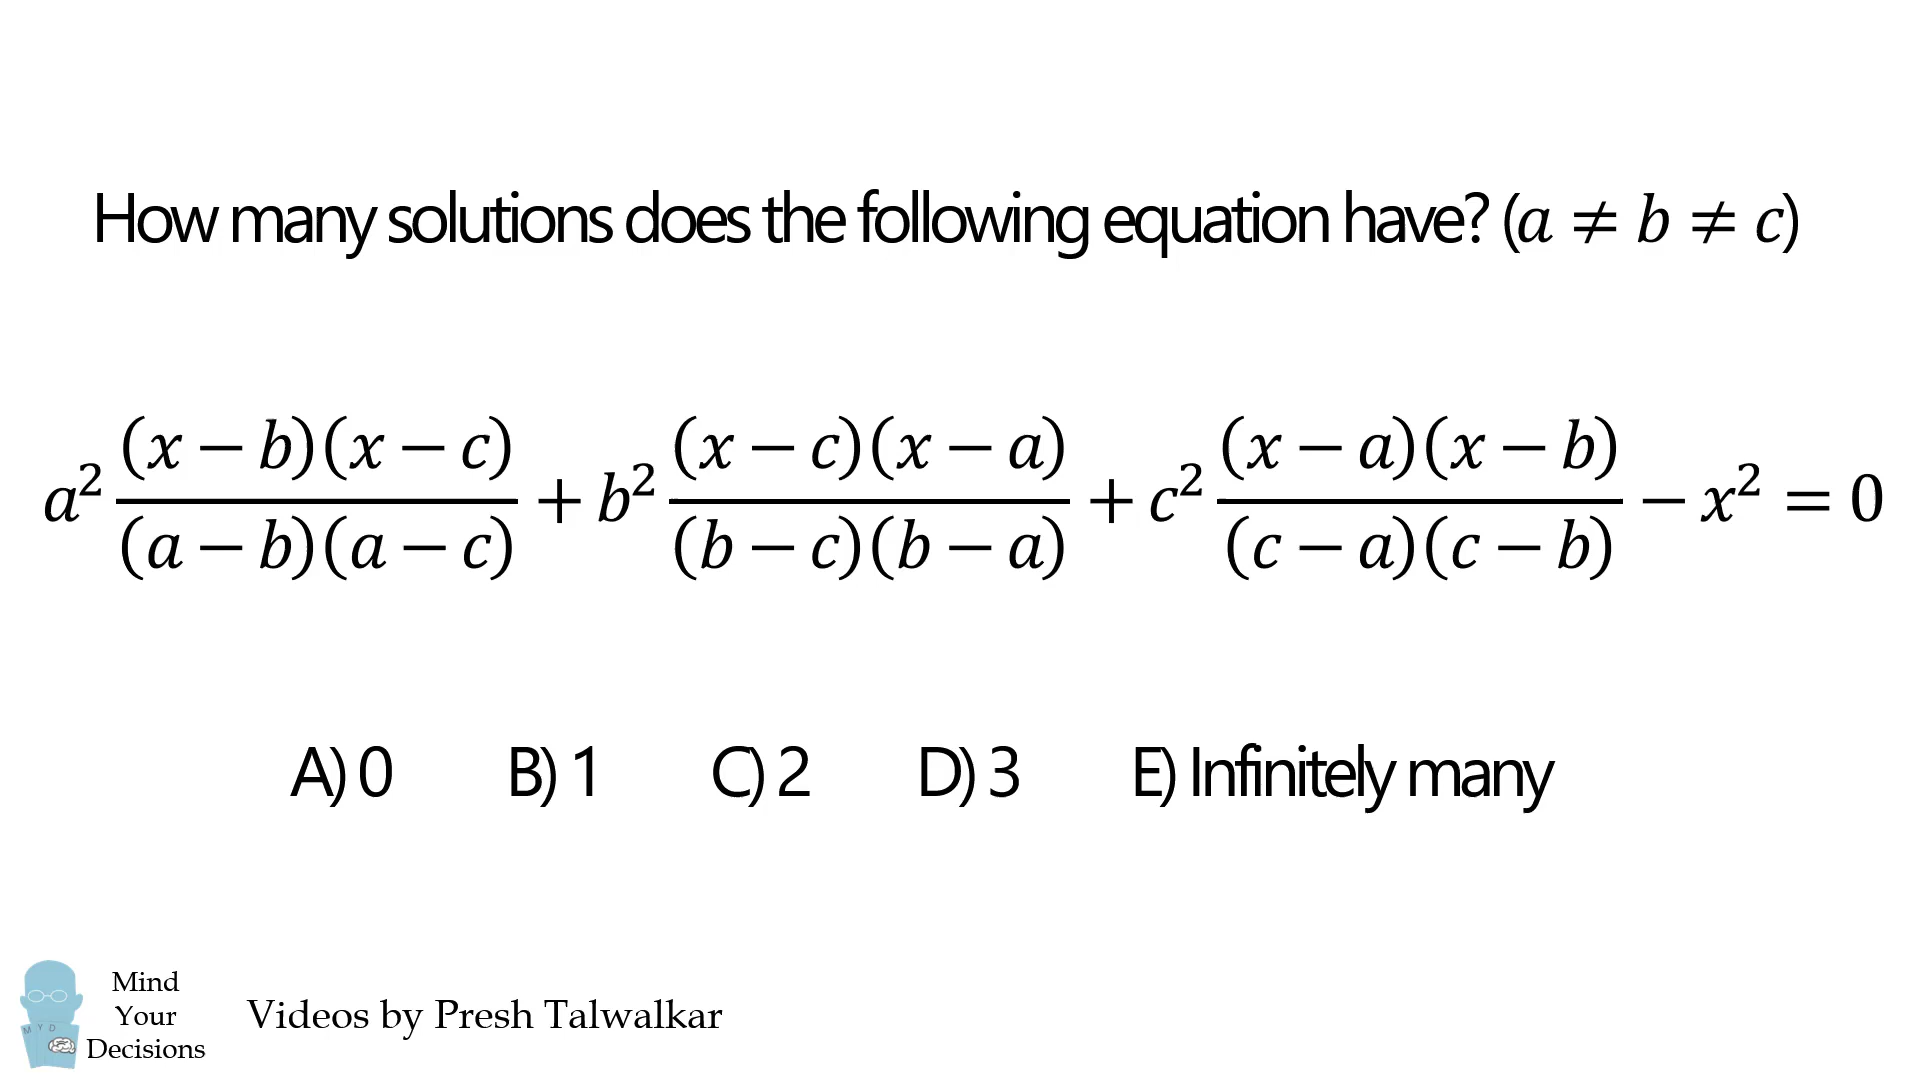 How many solutions does the following equation have? (a ≠ b ≠ c)
a² (x − b)(x − c)/(a − b)(a − c) + b² (x − c)(x − a)/(b − c)(b − a) + c² (x − a)(x − b)/(c − a)(c − b) − x² = 0
A) 0 B) 1 C) 2 D) 3 E) Infinitely many
M Y D
Mind
Your
Decisions
Videos by Presh Talwalkar